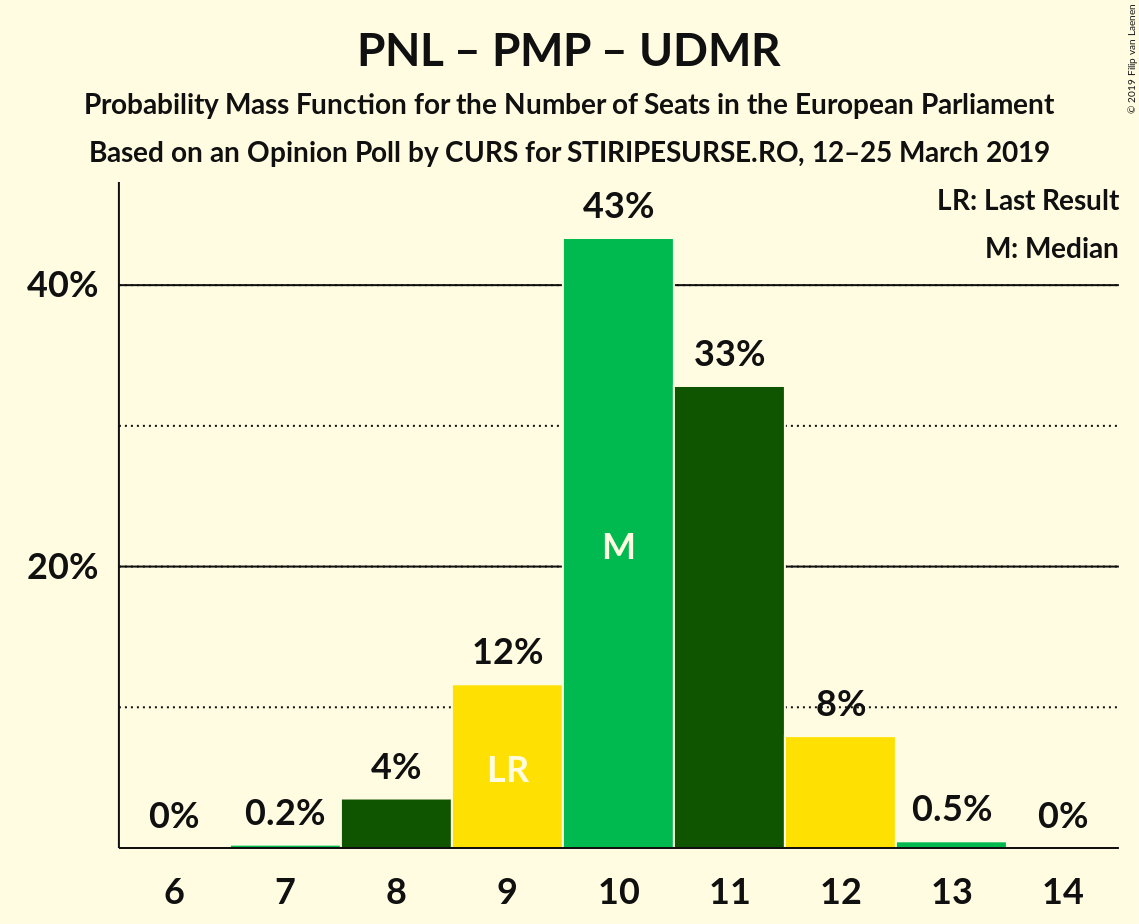 PNL – PMP – UDMR
Probability Mass Function for the Number of Seats in the European Parliament
Based on an Opinion Poll by CURS for STIRIPESURSE.RO, 12–25 March 2019
© 2019 Filip van Laenen
LR: Last Result
M: Median
43%
40%
33%
M
20%
12%
8%
4%
LR
0%
0.2%
0.5%
0%
6 7 8 9 10 11 12 13 14